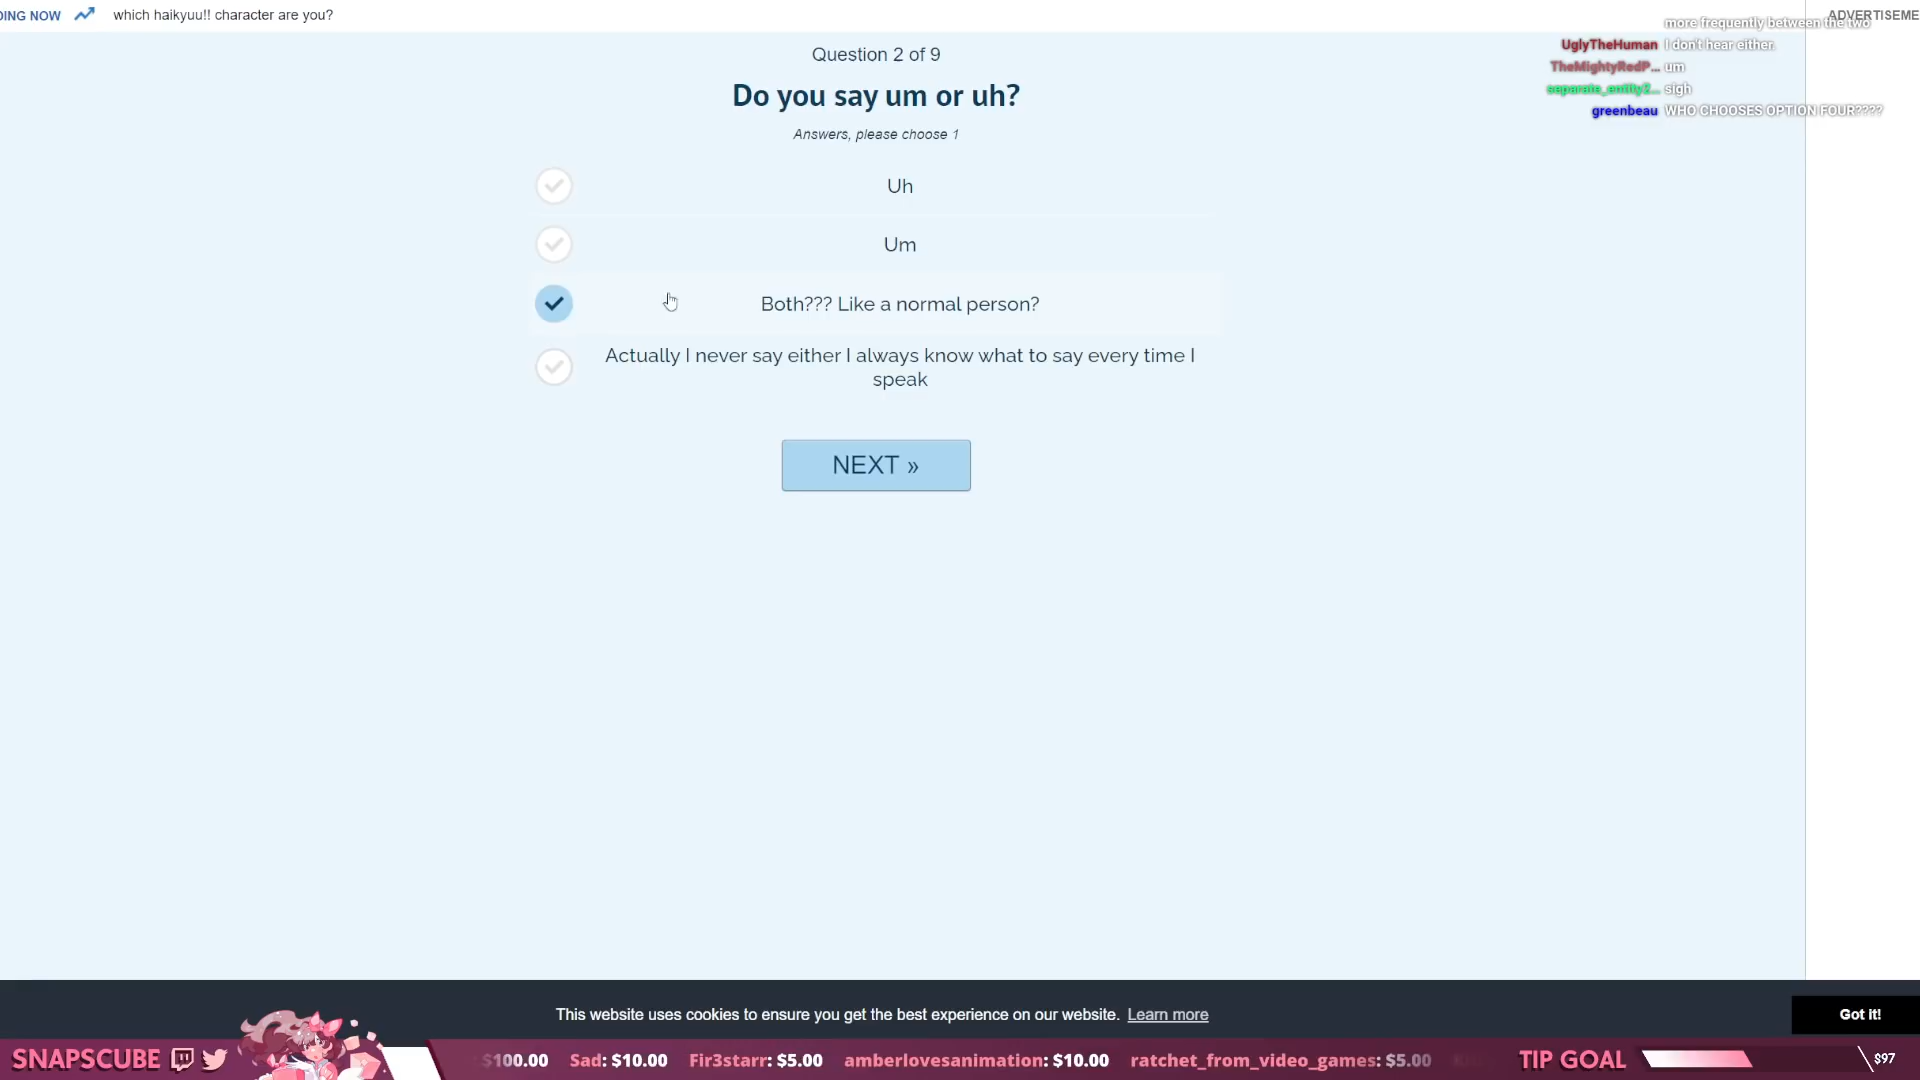 DING NOW which haikyuu!! character are you?
ADVERTISEME
more frequently between the two
UglyTheHuman I don't hear either.
TheMightyRedP... um
separate_entity2... sigh
greenbeau WHO CHOOSES OPTION FOUR????
Question 2 of 9
Do you say um or uh?
Answers, please choose 1
Uh
Um
Both??? Like a normal person?
Actually I never say either I always know what to say every time I
speak
NEXT »
This website uses cookies to ensure you get the best experience on our website. Learn more
Got it!
SNAPSCUBE $100.00 Sad: $10.00 Fir3starr: $5.00 amberlovesanimation: $10.00 ratchet_from_video_games: $5.00 TIP GOAL $97